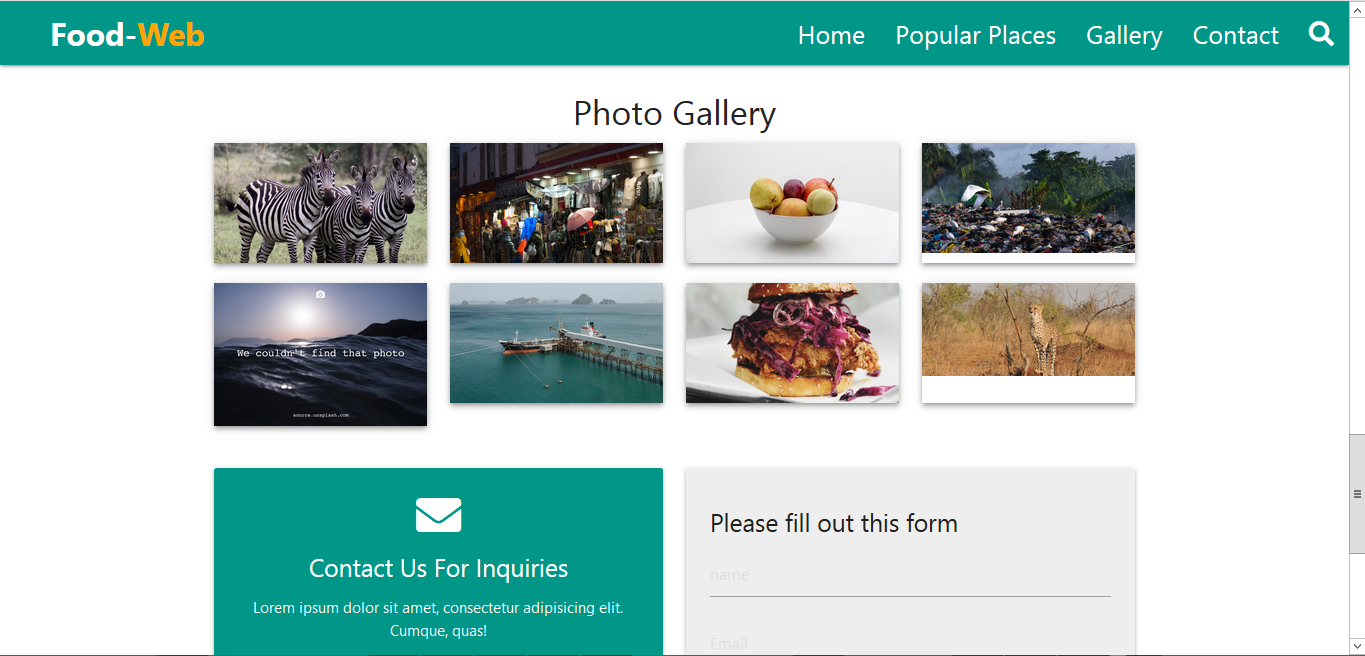 Food-Web
Home Popular Places Gallery Contact
Photo Gallery
We couldn't find that photo
source.unsplash.com
Contact Us For Inquiries
Lorem ipsum dolor sit amet, consectetur adipisicing elit.
Cumque, quas!
Please fill out this form
name
Email